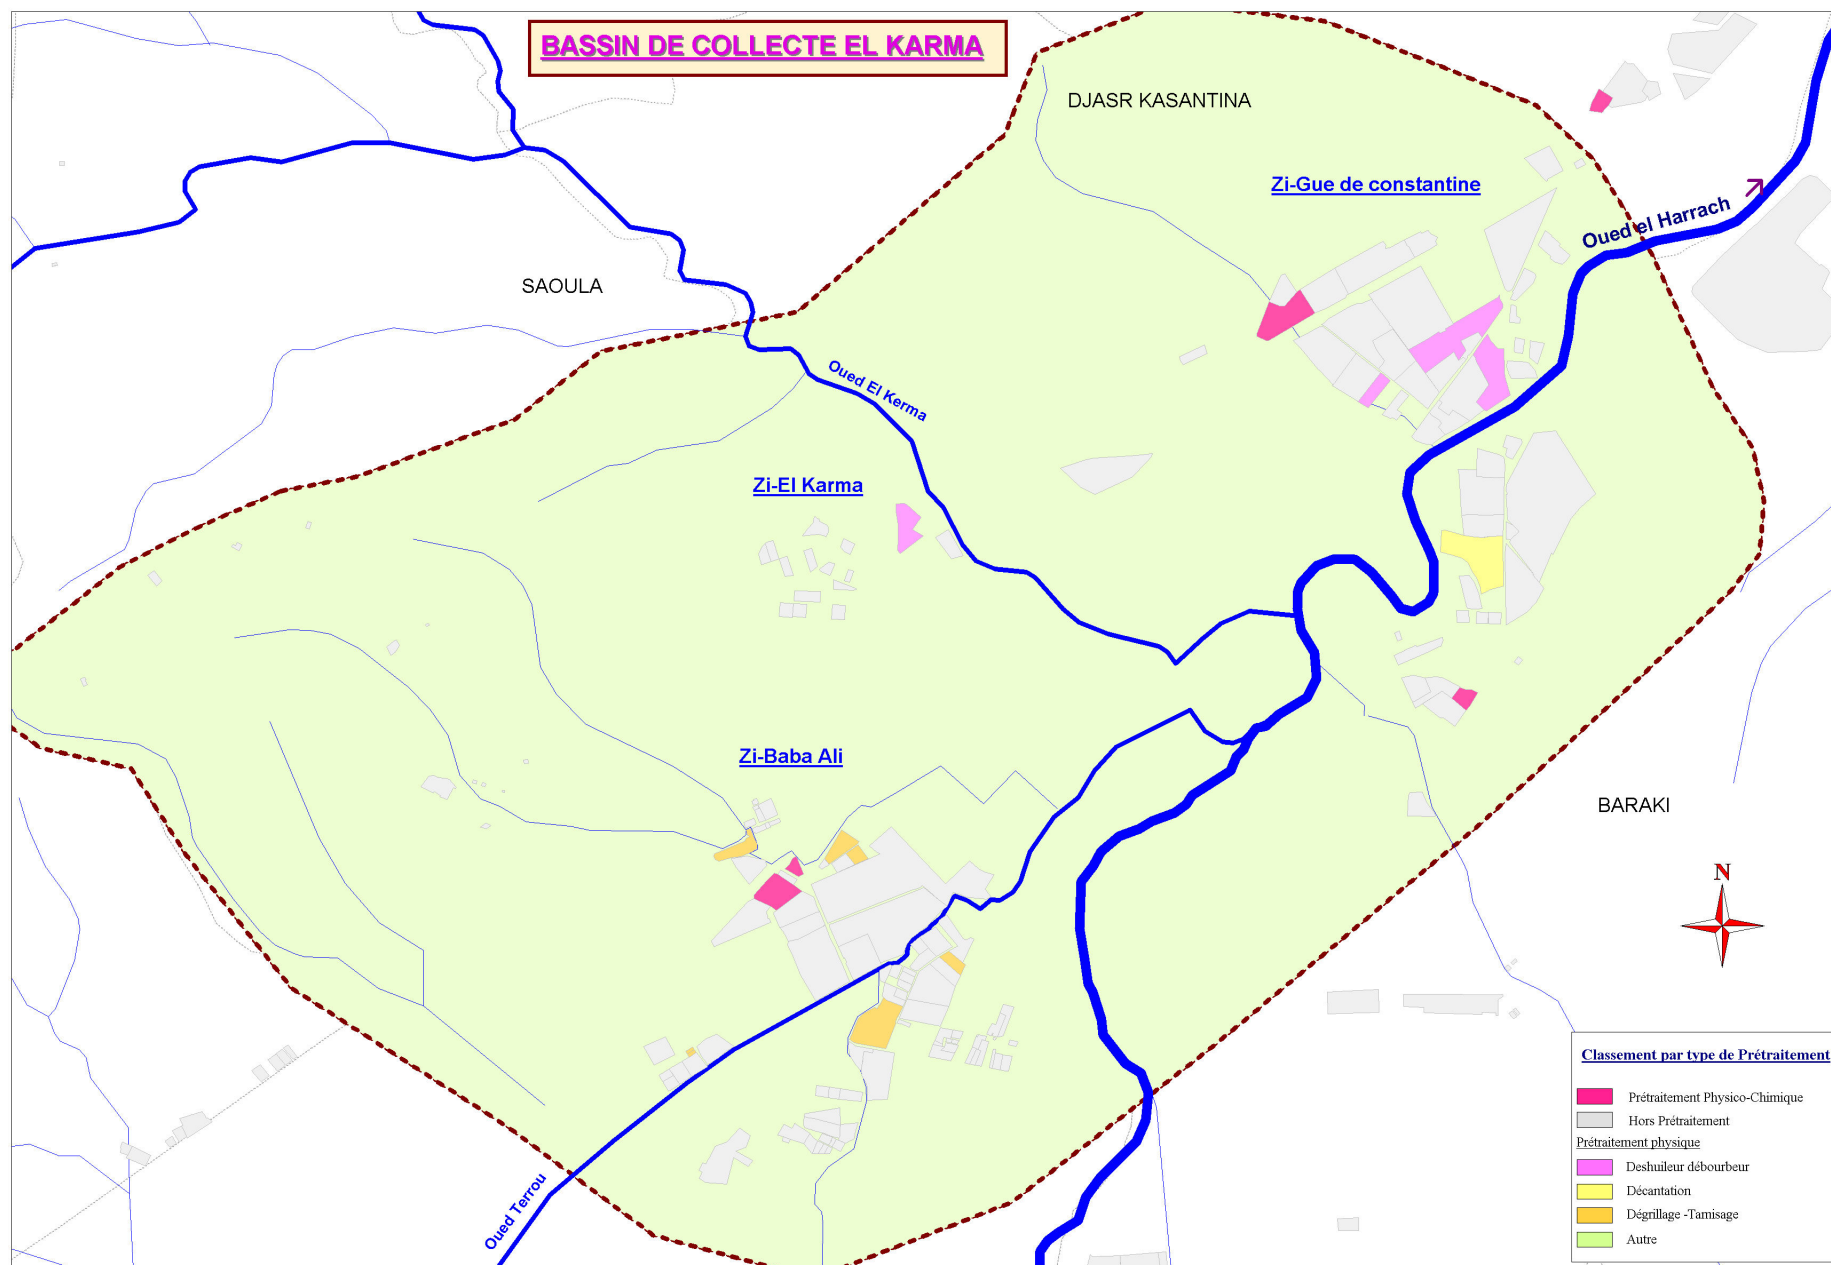 BASSIN DE COLLECTE EL KARMA
DJASR KASANTINA
Zi-Gue de constantine
Oued el Harrach
SAOULA
Oued El Kerma
Zi-El Karma
Zi-Baba Ali
BARAKI
N
Oued Terrou
Classement par type de Prétraitement
Prétraitement Physico-Chimique
Hors Prétraitement
Prétraitement physique
Deshuileur débourbeur
Décantation
Dégrillage -Tamisage
Autre